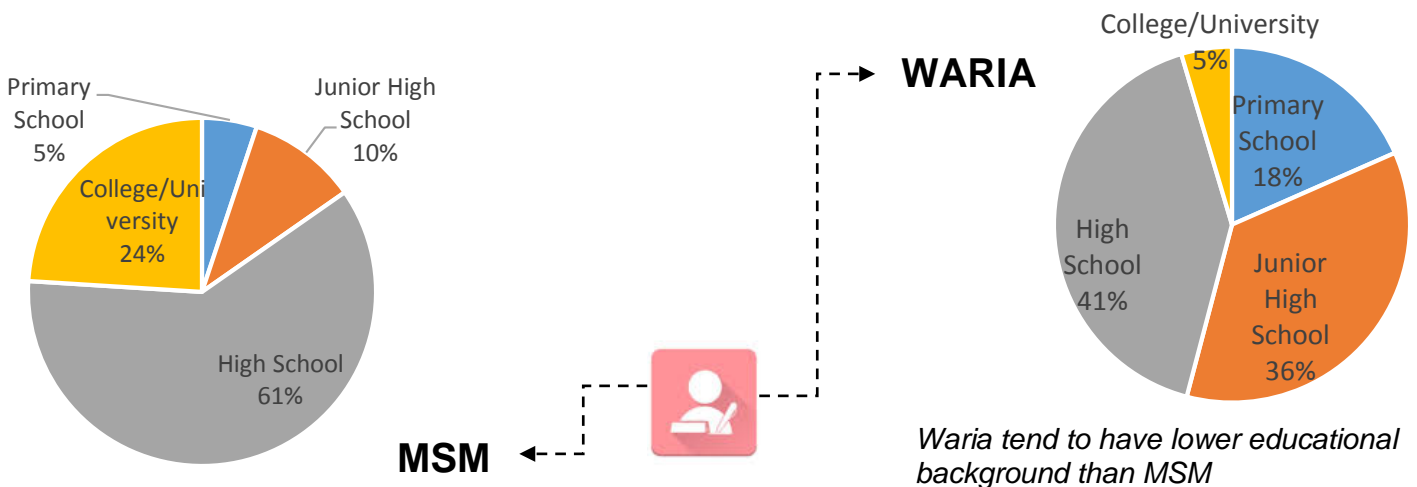 Primary
School
5%
Junior High
School
10%
College/Uni
versity
24%
High School
61%
MSM
WARIA
College/University
5%
Primary
School
18%
High
School
41%
Junior
High
School
36%
Waria tend to have lower educational
background than MSM